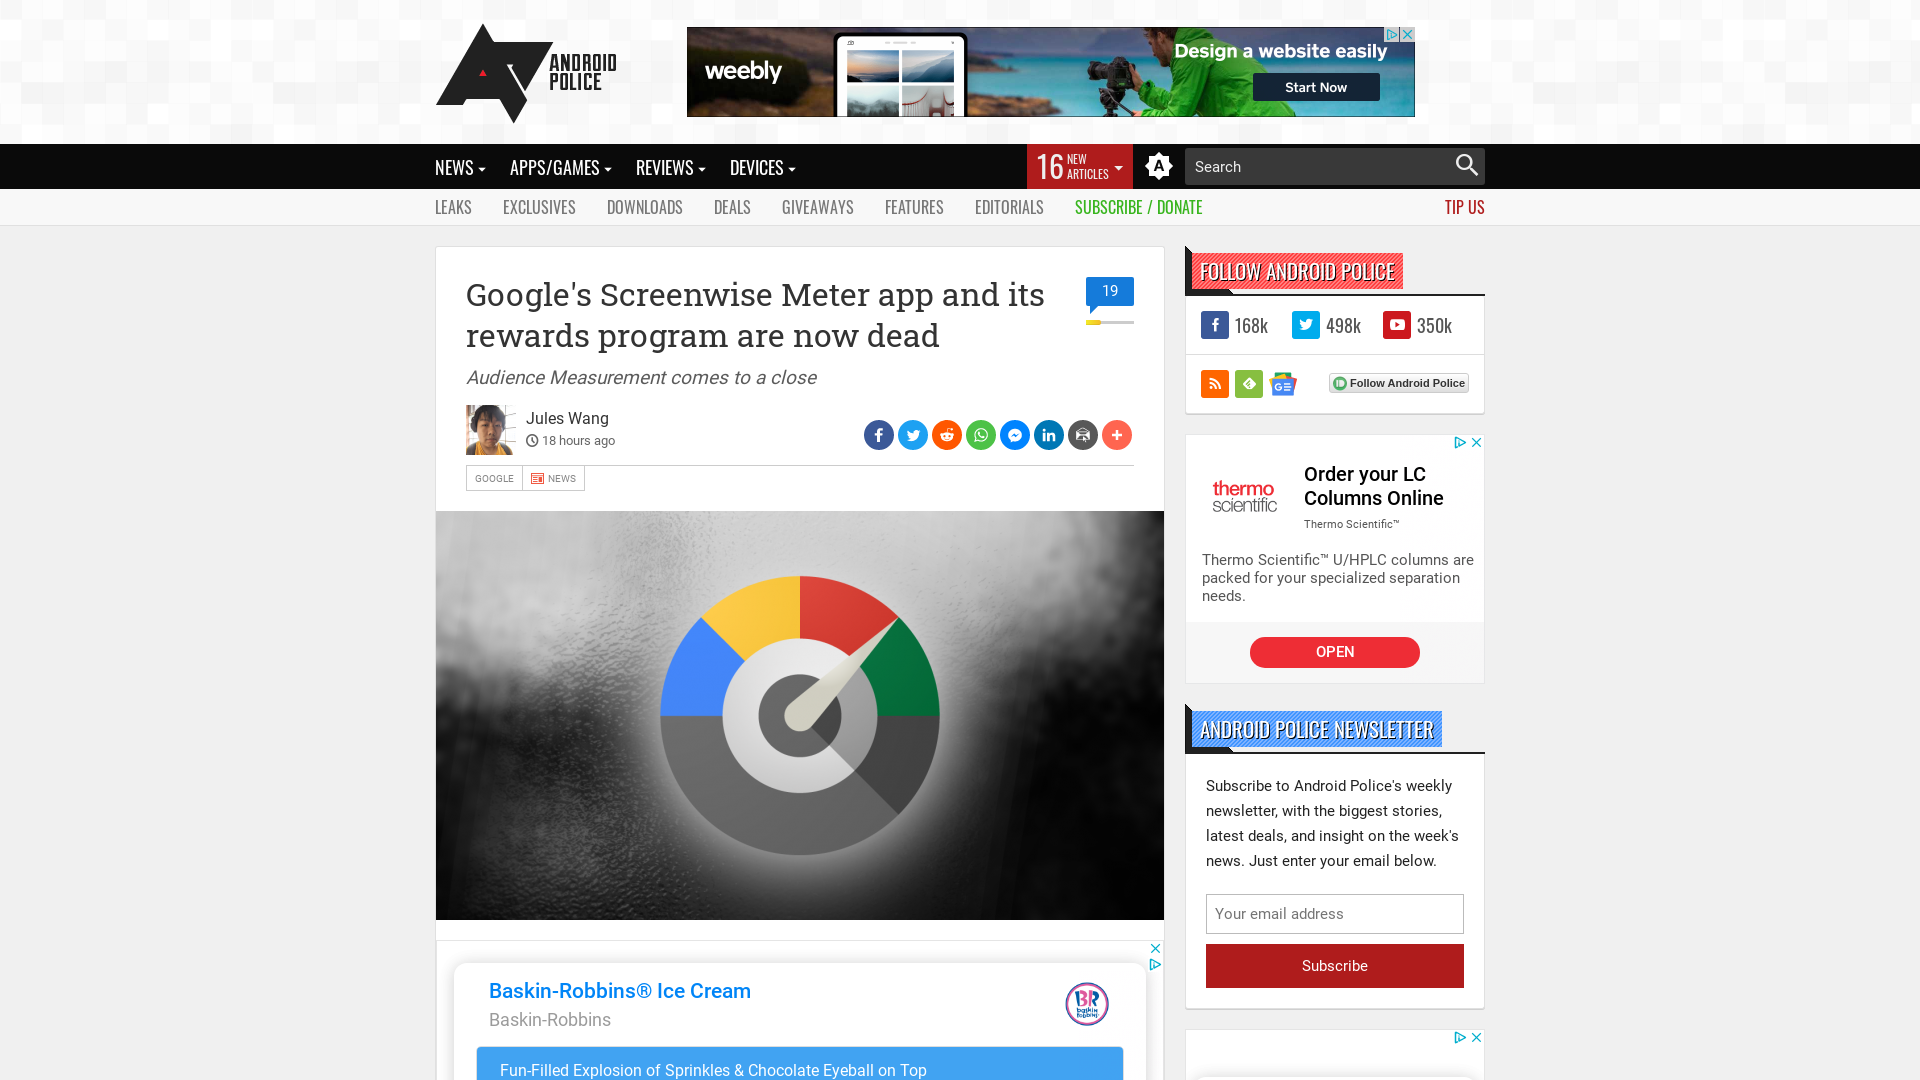 ANDROID
POLICE
weebly
Design a website easily
Start Now
NEWS
APPS/GAMES
REVIEWS
DEVICES
16
NEW
ARTICLES
A
Search
LEAKS
EXCLUSIVES
DOWNLOADS
DEALS
GIVEAWAYS
FEATURES
EDITORIALS
SUBSCRIBE / DONATE
TIP US
Google's Screenwise Meter app and its
rewards program are now dead
19
Audience Measurement comes to a close
Jules Wang
18 hours ago
GOOGLE
NEWS
Baskin-Robbins® Ice Cream
Baskin-Robbins
BR
baskin
robbins
Fun-Filled Explosion of Sprinkles & Chocolate Eyeball on Top
FOLLOW ANDROID POLICE
168k
498k
350k
Follow Android Police
thermo
scientific
Order your LC
Columns Online
Thermo Scientific™
Thermo Scientific™ U/HPLC columns are
packed for your specialized separation
needs.
OPEN
ANDROID POLICE NEWSLETTER
Subscribe to Android Police's weekly
newsletter, with the biggest stories,
latest deals, and insight on the week's
news. Just enter your email below.
Your email address
Subscribe